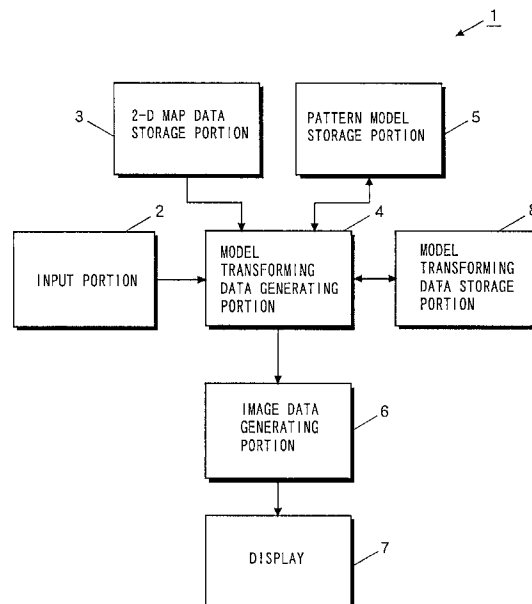 1
3
2-D MAP DATA
STORAGE PORTION
PATTERN MODEL
STORAGE PORTION
5
2
INPUT PORTION
4
MODEL
TRANSFORMING
DATA GENERATING
PORTION
8
MODEL
TRANSFORMING
DATA STORAGE
PORTION
IMAGE DATA
GENERATING
PORTION
6
DISPLAY
7